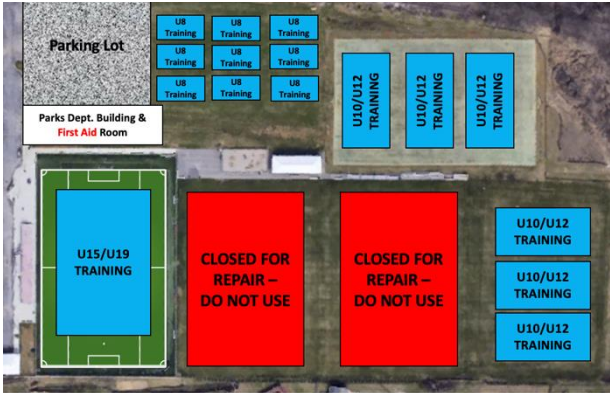 Parking Lot
Parks Dept. Building &
First Aid Room
U8
Training
U8
Training
U8
Training
U8
Training
U8
Training
U8
Training
U8
Training
U8
Training
U8
Training
U10/U12
TRAINING
U10/U12
TRAINING
U10/U12
TRAINING
U15/U19
TRAINING
CLOSED FOR
REPAIR –
DO NOT USE
CLOSED FOR
REPAIR –
DO NOT USE
U10/U12
TRAINING
U10/U12
TRAINING
U10/U12
TRAINING